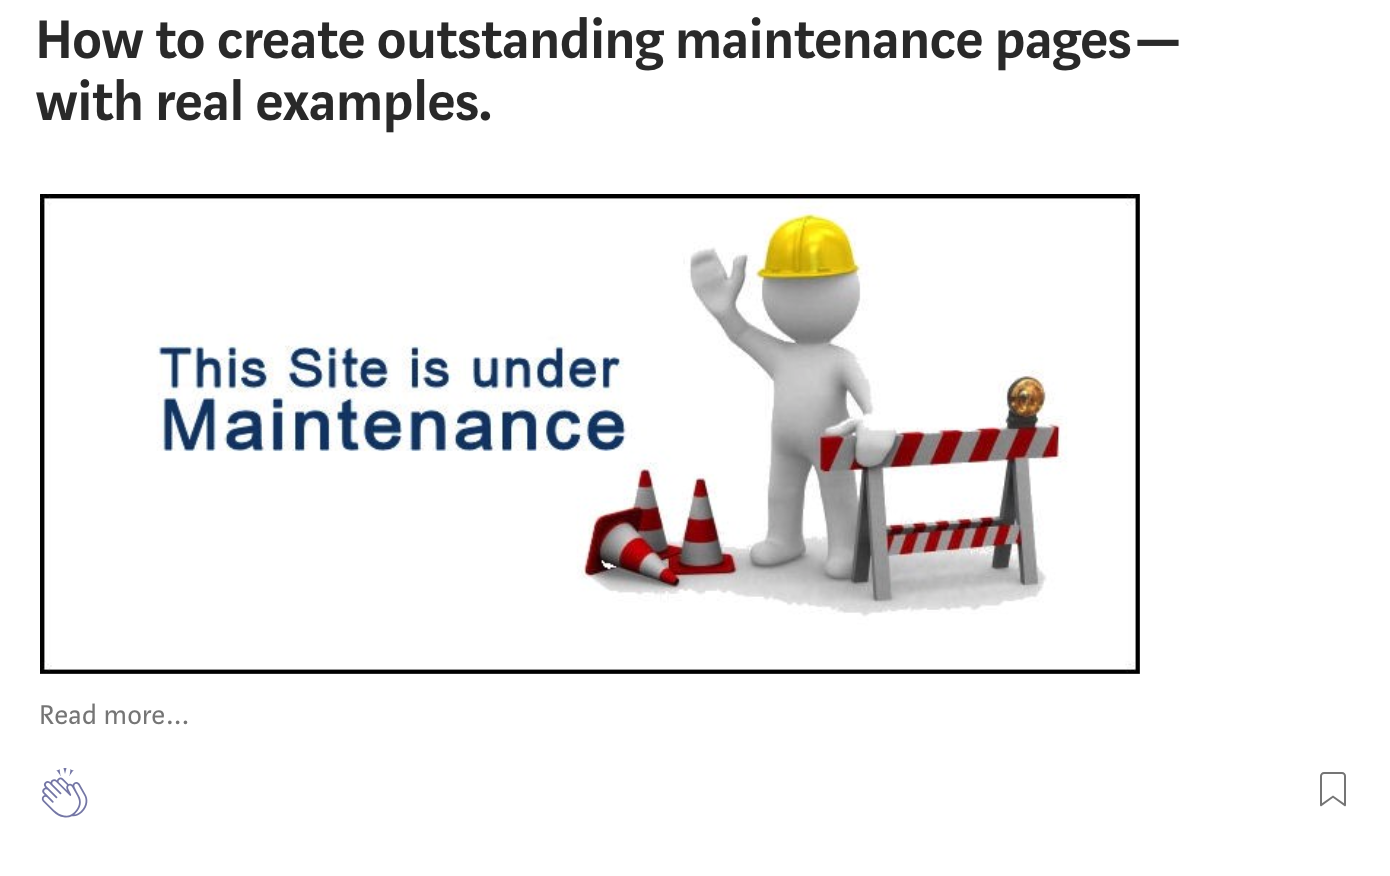 How to create outstanding maintenance pages—
with real examples.
This Site is under
Maintenance
Read more...